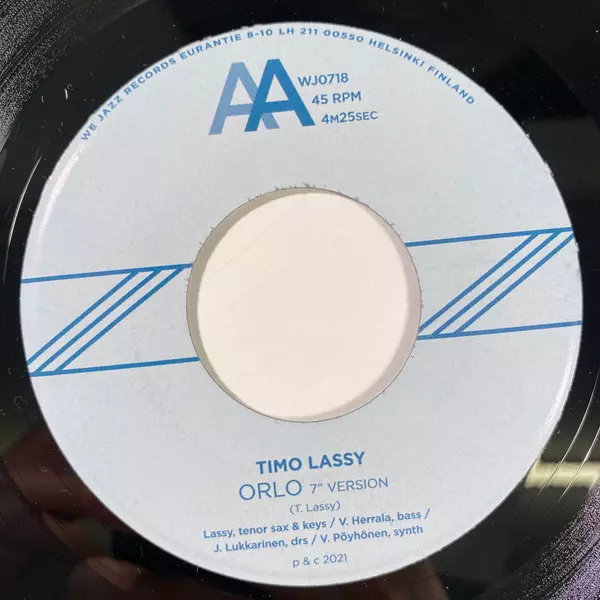 WE JAZZ RECORDS EURANTIE 8-10 LH 211 00550 HELSINKI FINLAND
AA
WJ0718
45 RPM
4M25SEC
TIMO LASSY
ORLO 7" VERSION
(T. Lassy)
Lassy, tenor sax & keys / V. Herrala, bass /
J. Lukkarinen, drs / V. Pöyhönen, synth
p & c 2021